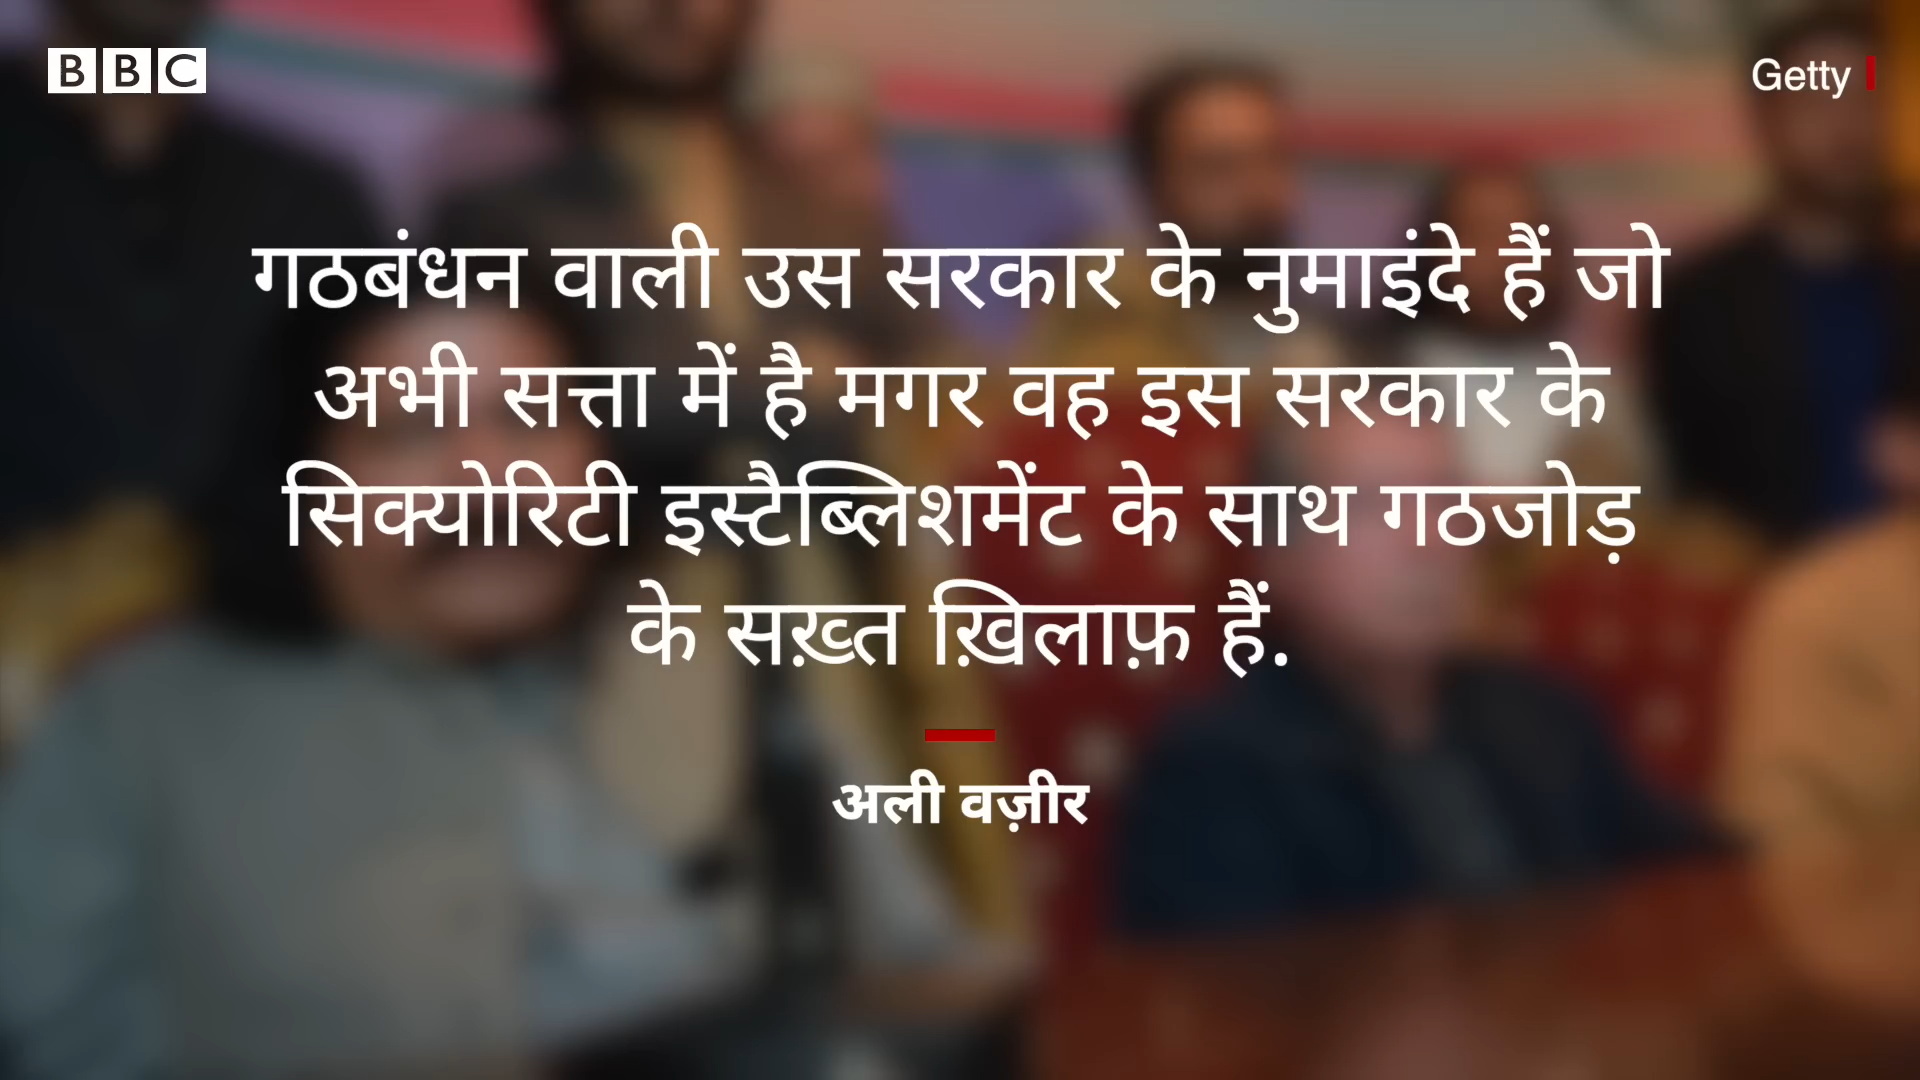 BBC
Getty
गठबंधन वाली उस सरकार के नुमाइंदे हैं जो
अभी सत्ता में है मगर वह इस सरकार के
सिक्योरिटी इस्टैब्लिशमेंट के साथ गठजोड़
के सख़्त ख़िलाफ़ हैं.
अली वज़ीर